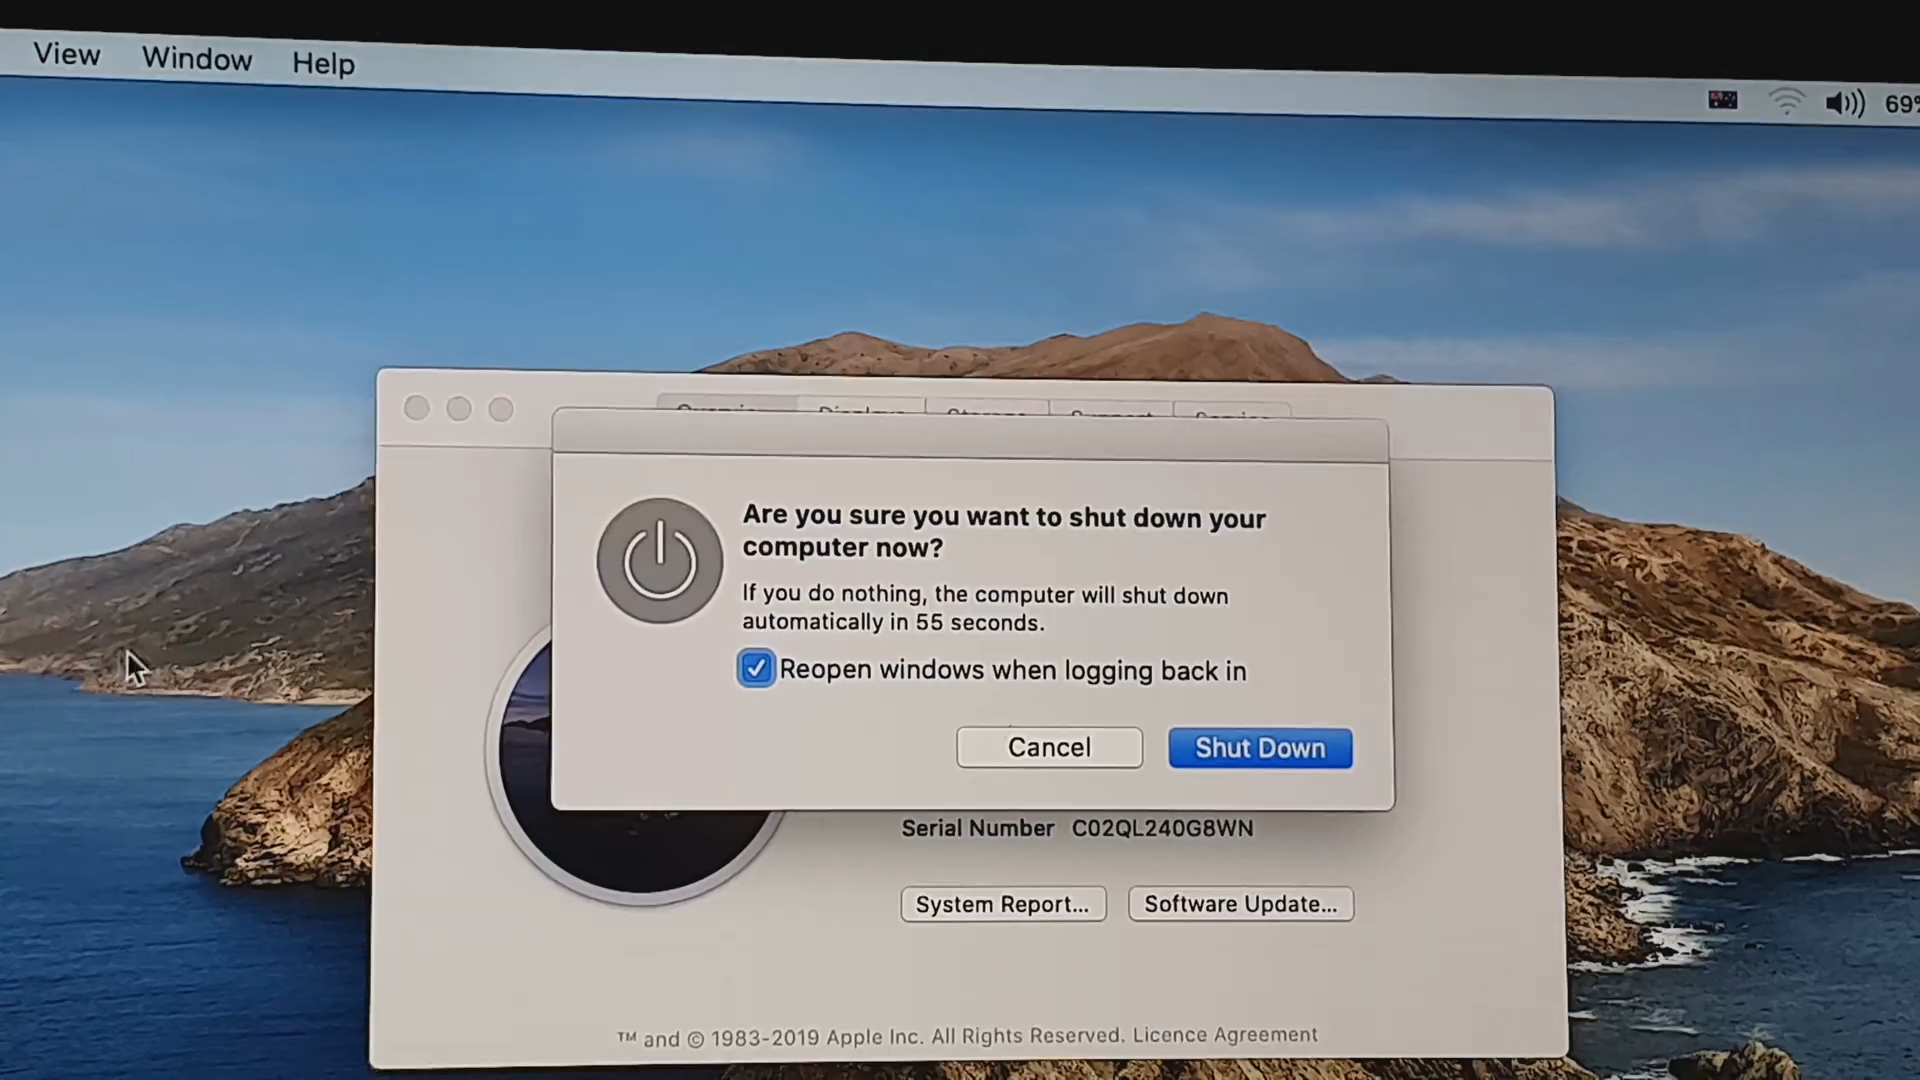 View Window Help
69%
Are you sure you want to shut down your
computer now?
If you do nothing, the computer will shut down
automatically in 55 seconds.
Reopen windows when logging back in
Cancel Shut Down
Serial Number C02QL240G8WN
System Report... Software Update...
™ and © 1983-2019 Apple Inc. All Rights Reserved. Licence Agreement